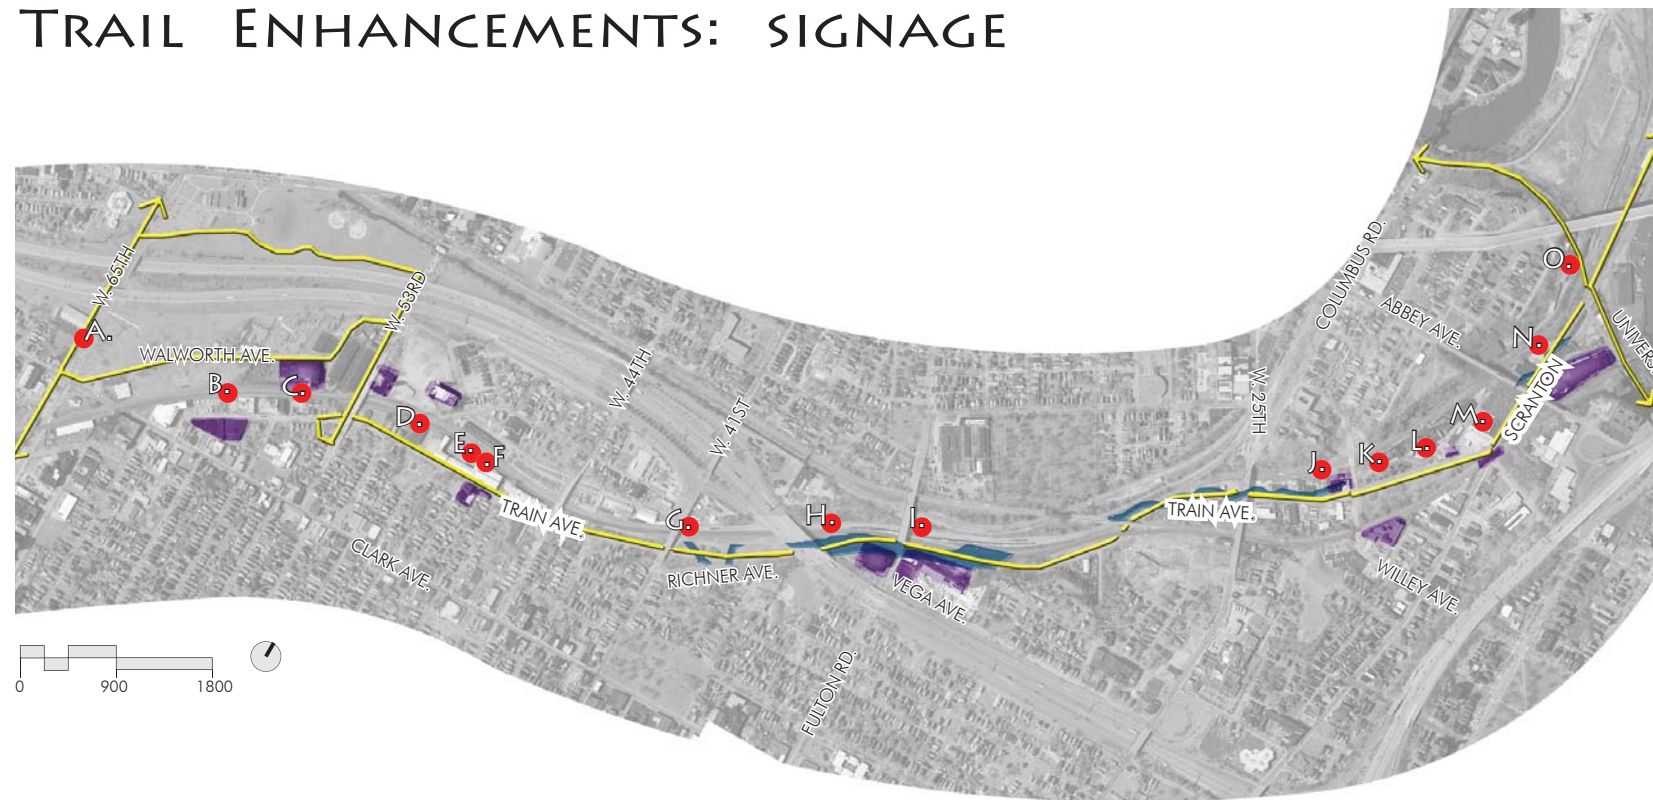 TRAIL ENHANCEMENTS: SIGNAGE
W. 65TH
A.
WALWORTH AVE.
W. 53RD
B.
C.
D.
E.
F
W. 44TH
W. 41ST
TRAIN AVE.
CLARK AVE.
G.
RICHNER AVE.
H.
I.
VEGA AVE.
FULTON RD.
COLUMBUS RD.
ABBEY AVE.
W. 25TH
TRAIN AVE.
J.
K.
L.
M.
N.
O.
SCRANTON
WILLEY AVE.
0 900 1800